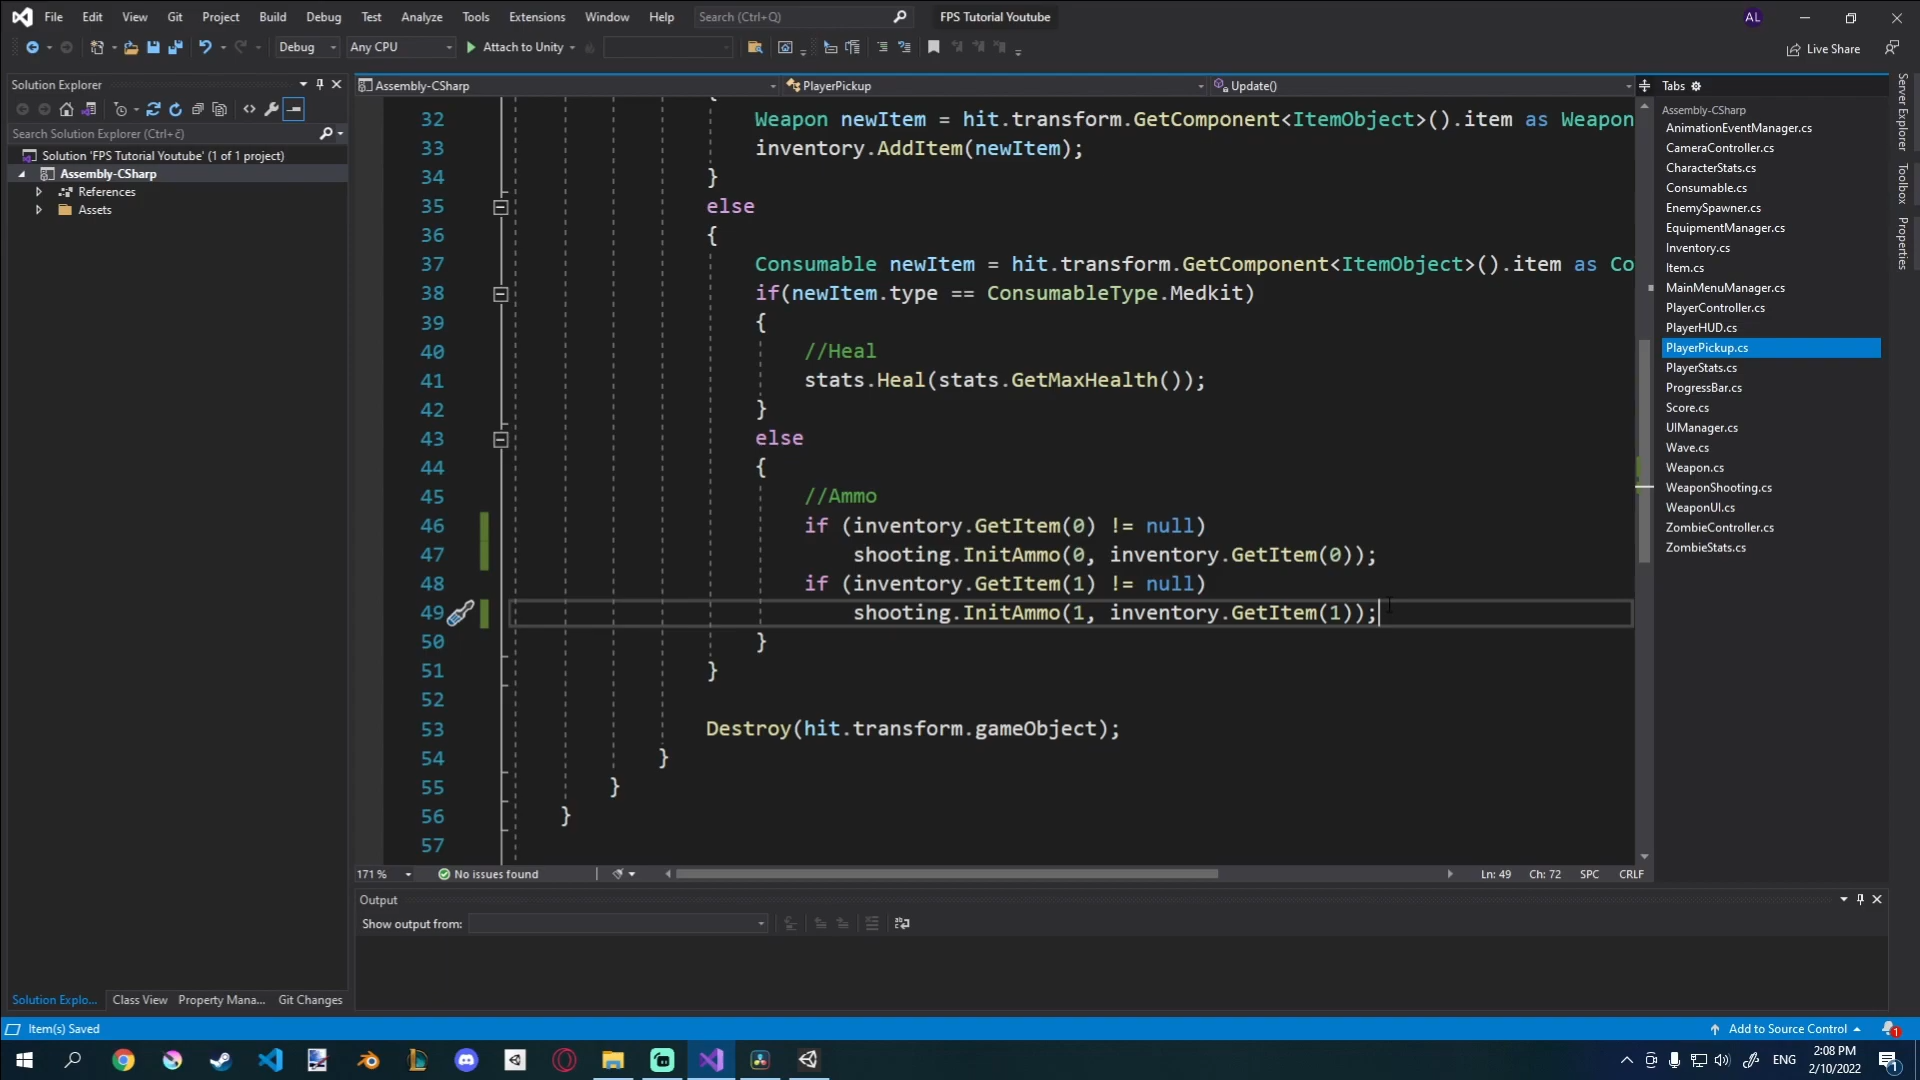 File Edit View Git Project Build Debug Test Analyze Tools Extensions Window Help Search (Ctrl+Q) FPS Tutorial Youtube AL
Debug Any CPU Attach to Unity Live Share
Solution Explorer
Search Solution Explorer (Ctrl+č)
Solution 'FPS Tutorial Youtube' (1 of 1 project)
Assembly-CSharp
References
Assets
Assembly-CSharp PlayerPickup Update()
32 Weapon newItem = hit.transform.GetComponent<ItemObject>().item as Weapon
33 inventory.AddItem(newItem);
34 }
35 else
36 {
37 Consumable newItem = hit.transform.GetComponent<ItemObject>().item as Co
38 if(newItem.type == ConsumableType.Medkit)
39 {
40 //Heal
41 stats.Heal(stats.GetMaxHealth());
42 }
43 else
44 {
45 //Ammo
46 if (inventory.GetItem(0) != null)
47 shooting.InitAmmo(0, inventory.GetItem(0));
48 if (inventory.GetItem(1) != null)
49 shooting.InitAmmo(1, inventory.GetItem(1));
50 }
51 }
52
53 Destroy(hit.transform.gameObject);
54 }
55 }
56 }
57
171 % No issues found Ln: 49 Ch: 72 SPC CRLF
Tabs
Assembly-CSharp
AnimationEventManager.cs
CameraController.cs
CharacterStats.cs
Consumable.cs
EnemySpawner.cs
EquipmentManager.cs
Inventory.cs
Item.cs
MainMenuManager.cs
PlayerController.cs
PlayerHUD.cs
PlayerPickup.cs
PlayerStats.cs
ProgressBar.cs
Score.cs
UIManager.cs
Wave.cs
Weapon.cs
WeaponShooting.cs
WeaponUI.cs
ZombieController.cs
ZombieStats.cs
Server Explorer
Toolbox
Properties
Output
Show output from:
Solution Explo... Class View Property Mana... Git Changes
Item(s) Saved Add to Source Control 1
ENG 2:08 PM
2/10/2022 1